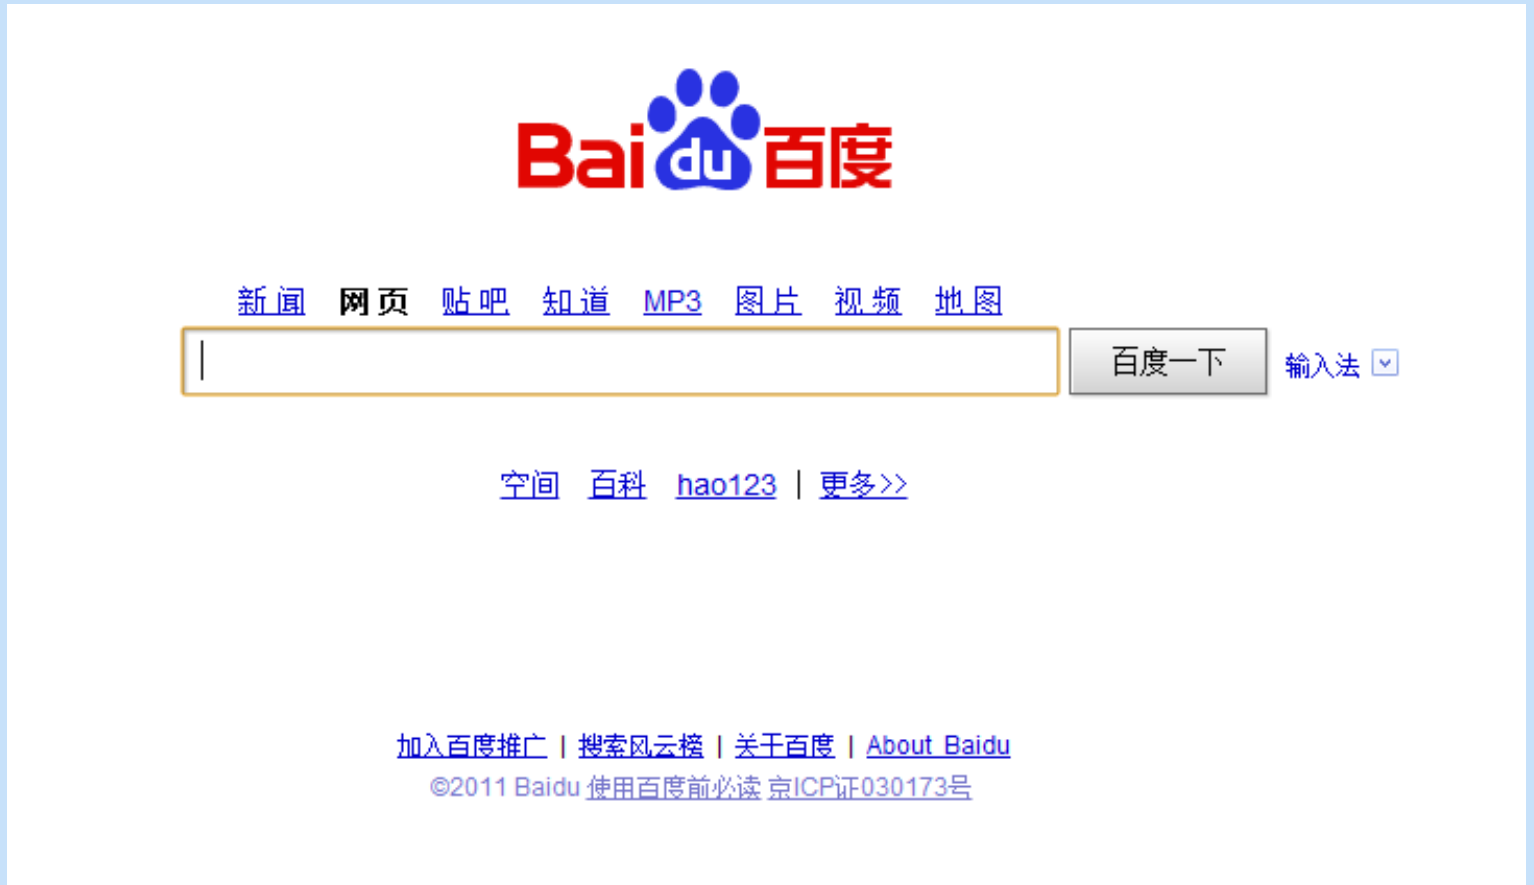 Bai du 百度
新 闻 网 页 贴 吧 知 道 MP3 图 片 视 频 地 图
百度一下 输入法
空间 百科 hao123 | 更多>>
加入百度推广 | 搜索风云榜 | 关于百度 | About Baidu
©2011 Baidu 使用百度前必读 京ICP证030173号